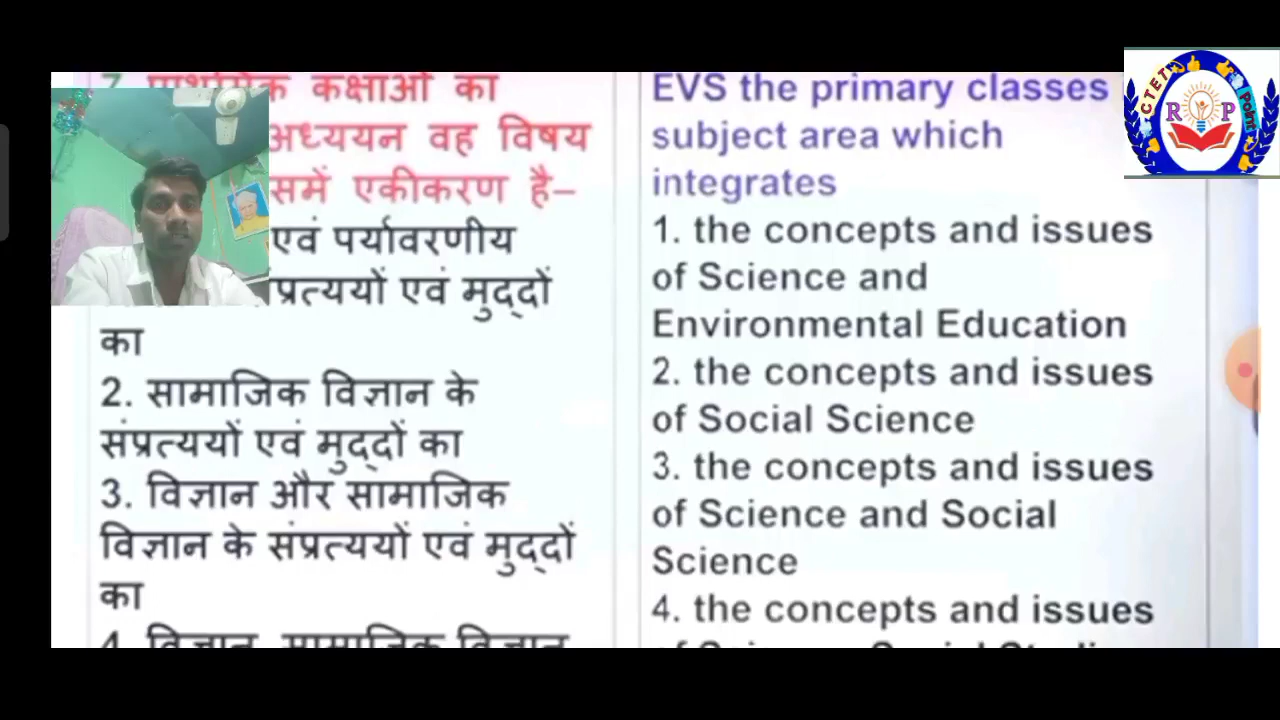 कक्षाओं का
अध्ययन वह विषय
एकीकरण है–
एवं पर्यावरणीय
प्रत्ययों एवं मुद्दों
का
2. सामाजिक विज्ञान के
संप्रत्ययों एवं मुद्दों का
3. विज्ञान और सामाजिक
विज्ञान के संप्रत्ययों एवं मुद्दों
का
4. विज्ञान, सामाजिक विज्ञान
EVS the primary classes
subject area which
integrates
1. the concepts and issues
of Science and
Environmental Education
2. the concepts and issues
of Social Science
3. the concepts and issues
of Science and Social
Science
4. the concepts and issues
CTET
R P
Point